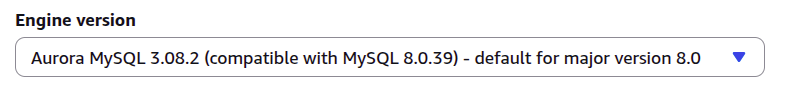 Engine version
Aurora MySQL 3.08.2 (compatible with MySQL 8.0.39) - default for major version 8.0